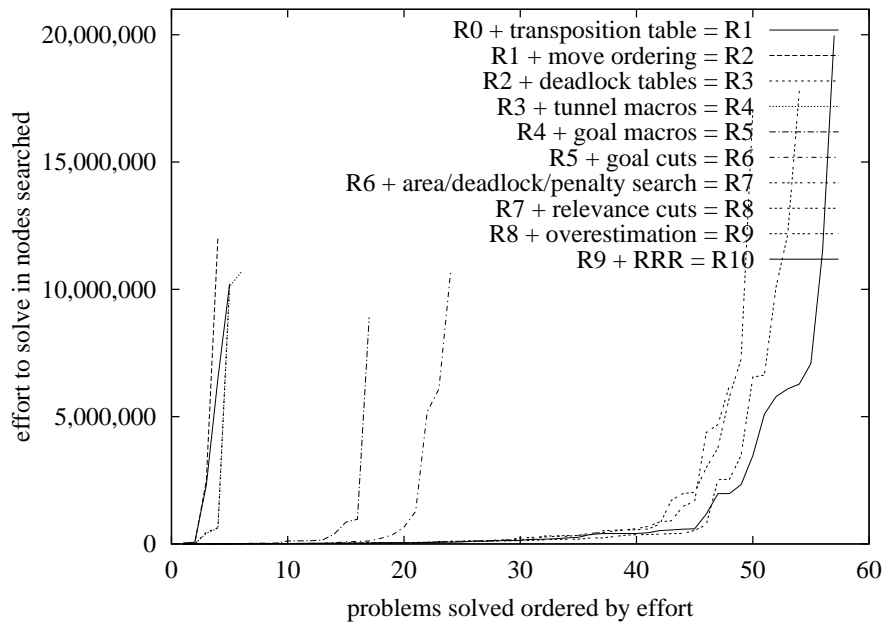 20,000,000
15,000,000
10,000,000
5,000,000
0
effort to solve in nodes searched
R0 + transposition table = R1
R1 + move ordering = R2
R2 + deadlock tables = R3
R3 + tunnel macros = R4
R4 + goal macros = R5
R5 + goal cuts = R6
R6 + area/deadlock/penalty search = R7
R7 + relevance cuts = R8
R8 + overestimation = R9
R9 + RRR = R10
0 10 20 30 40 50 60
problems solved ordered by effort